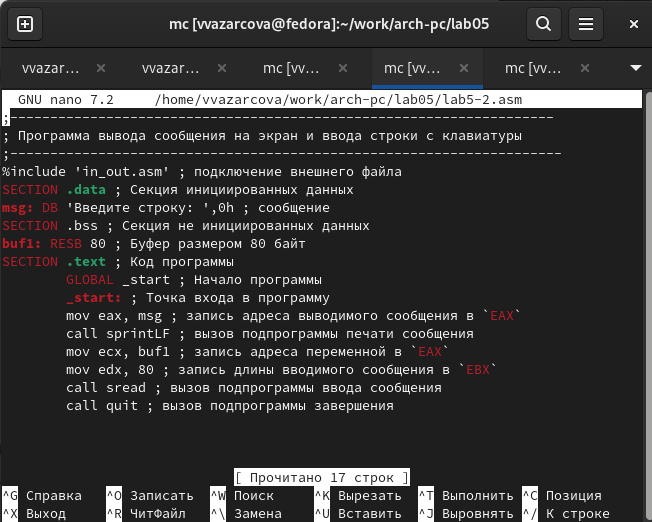 mc [vvazarcova@fedora]:~/work/arch-pc/lab05
vvazar... × vvazar... × mc [vv... × mc [vv... × mc [vv... ×
GNU nano 7.2 /home/vvazarcova/work/arch-pc/lab05/lab5-2.asm
;--------------------------------------------------------------------
; Программа вывода сообщения на экран и ввода строки с клавиатуры
;---------------------------------------------------------------------
%include 'in_out.asm' ; подключение внешнего файла
SECTION .data ; Секция инициированных данных
msg: DB 'Введите строку: ',0h ; сообщение
SECTION .bss ; Секция не инициированных данных
buf1: RESB 80 ; Буфер размером 80 байт
SECTION .text ; Код программы
GLOBAL _start ; Начало программы
_start: ; Точка входа в программу
mov eax, msg ; запись адреса выводимого сообщения в `EAX`
call sprintLF ; вызов подпрограммы печати сообщения
mov ecx, buf1 ; запись адреса переменной в `EAX`
mov edx, 80 ; запись длины вводимого сообщения в `EBX`
call sread ; вызов подпрограммы ввода сообщения
call quit ; вызов подпрограммы завершения
[ Прочитано 17 строк ]
^G Справка ^O Записать ^W Поиск ^K Вырезать ^T Выполнить ^C Позиция
^X Выход ^R ЧитФайл ^\ Замена ^U Вставить ^J Выровнять ^/ К строке